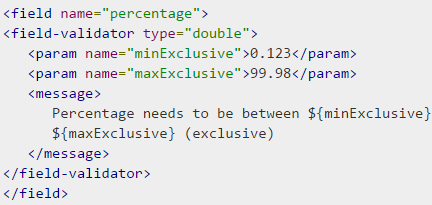 <field name="percentage">
<field-validator type="double">
<param name="minExclusive">0.123</param>
<param name="maxExclusive">99.98</param>
<message>
Percentage needs to be between ${minExclusive}
${maxExclusive} (exclusive)
</message>
</field-validator>
</field>